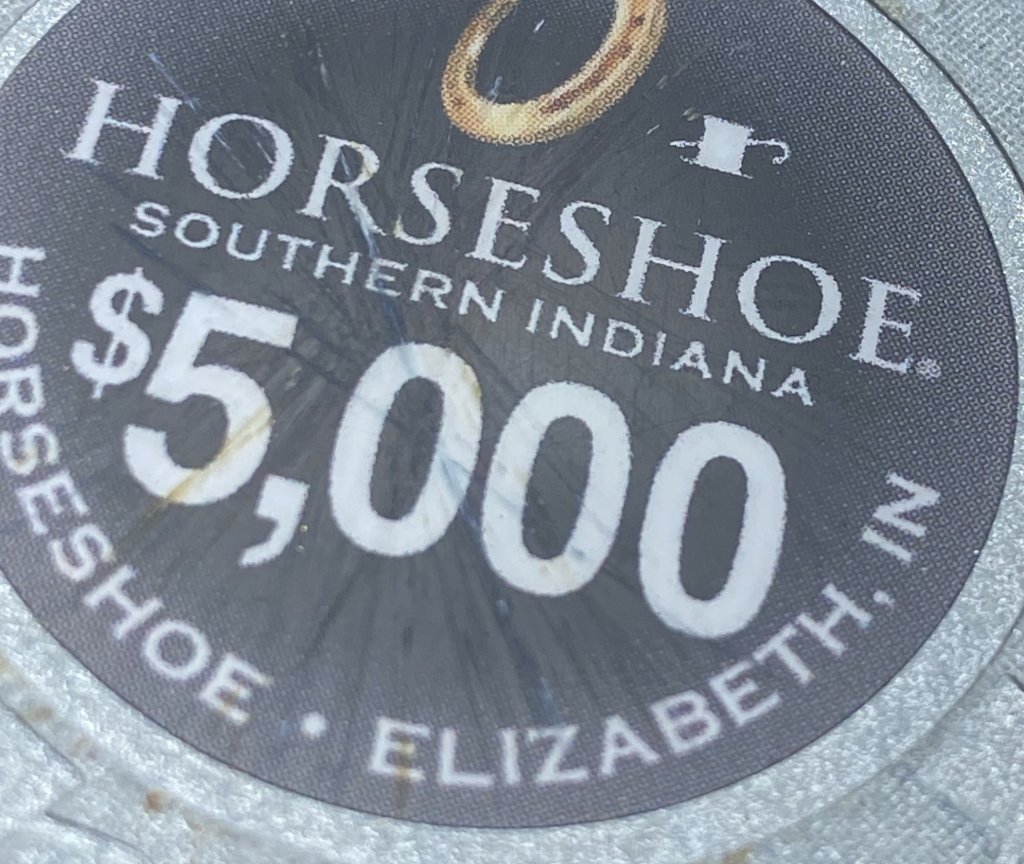 HORSESHOE®
SOUTHERN INDIANA
$5,000
HORSESHOE • ELIZABETH, IN